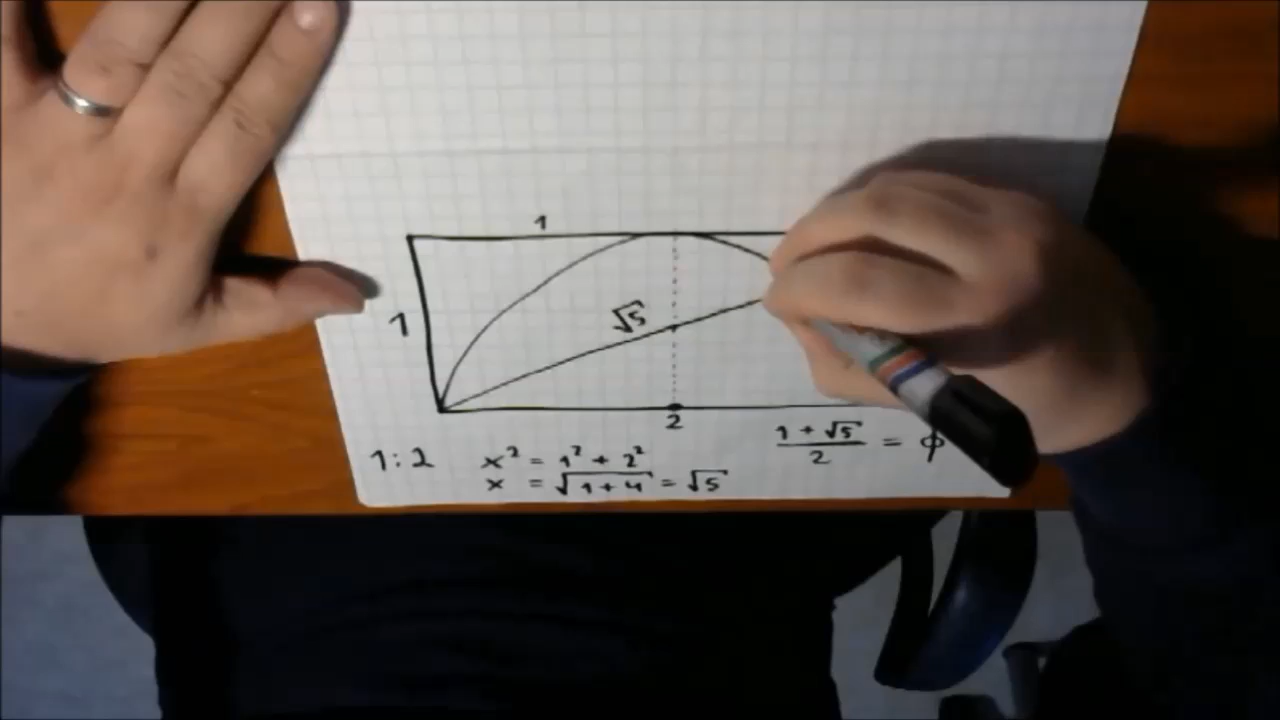 1
1
√5
2
1:2
x² = 1² + 2²
x = √(1+4) = √5
(1+√5)/2 = ϕ